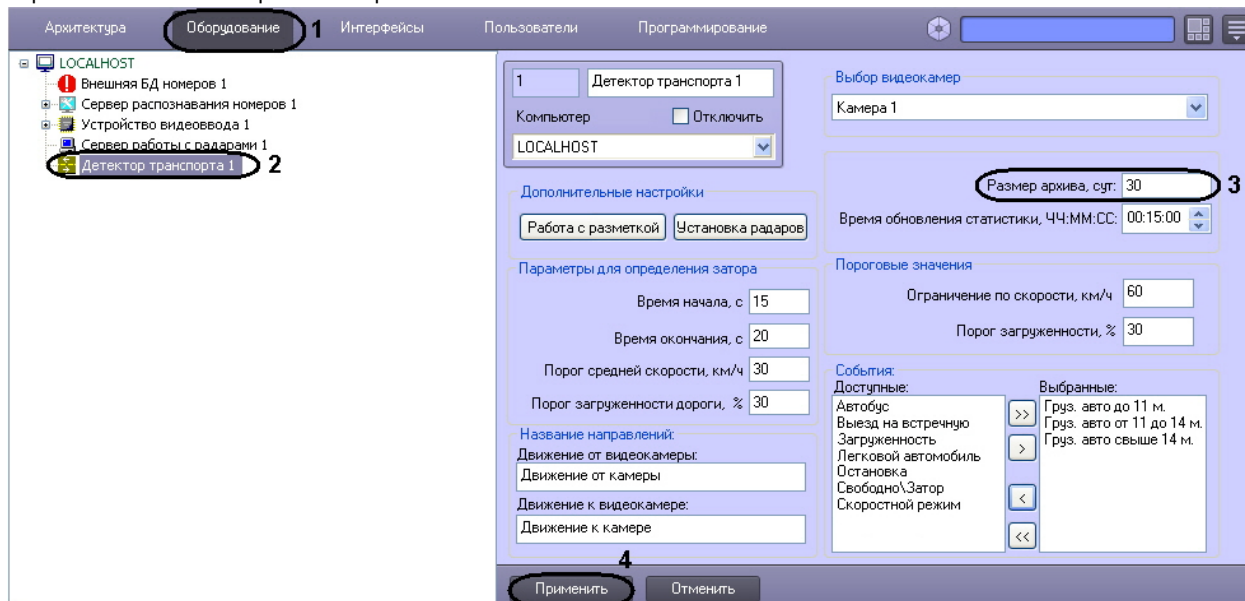 Архитектура Оборудование 1 Интерфейсы Пользователи Программирование
LOCALHOST
Внешняя БД номеров 1
Сервер распознавания номеров 1
Устройство видеоввода 1
Сервер работы с радарами 1
Детектор транспорта 1 2
1 Детектор транспорта 1
Компьютер Отключить
LOCALHOST
Дополнительные настройки
Работа с разметкой Установка радаров
Параметры для определения затора
Время начала, с 15
Время окончания, с 20
Порог средней скорости, км/ч 30
Порог загруженности дороги, % 30
Название направлений:
Движение от видеокамеры:
Движение от камеры
Движение к видеокамере:
Движение к камере
Выбор видеокамер
Камера 1
Размер архива, сут: 30 3
Время обновления статистики, ЧЧ:ММ:СС: 00:15:00
Пороговые значения
Ограничение по скорости, км/ч 60
Порог загруженности, % 30
События:
Доступные:
Автобус
Выезд на встречную
Загруженность
Легковой автомобиль
Остановка
Свободно\Затор
Скоростной режим
>>
>
<
<<
Выбранные:
Груз. авто до 11 м.
Груз. авто от 11 до 14 м.
Груз. авто свыше 14 м.
4
Применить Отменить